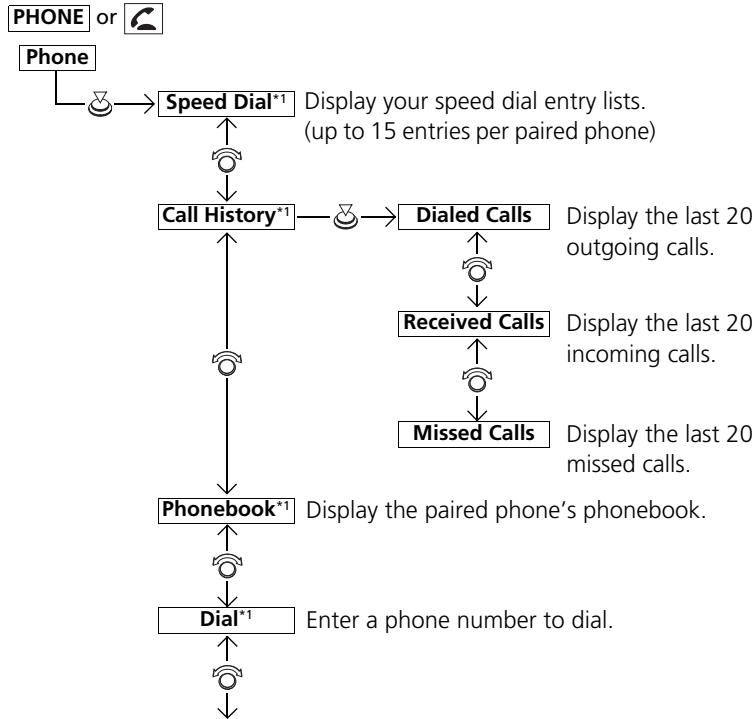 PHONE or
Phone
Speed Dial*1 Display your speed dial entry lists.
(up to 15 entries per paired phone)
Call History*1 Dialed Calls Display the last 20
outgoing calls.
Received Calls Display the last 20
incoming calls.
Missed Calls Display the last 20
missed calls.
Phonebook*1 Display the paired phone's phonebook.
Dial*1 Enter a phone number to dial.